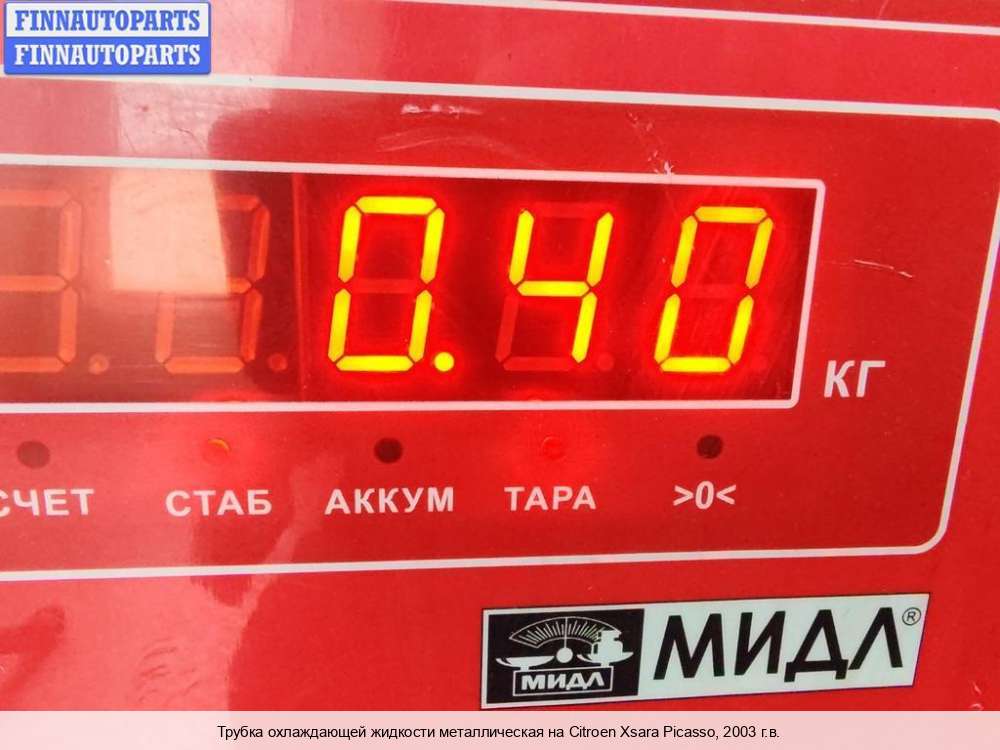 FINNAUTOPARTS
FINNAUTOPARTS
0.40
КГ
СЧЕТ СТАБ АККУМ ТАРА >0<
МИДЛ МИДЛ®
Трубка охлаждающей жидкости металлическая на Citroen Xsara Picasso, 2003 г.в.